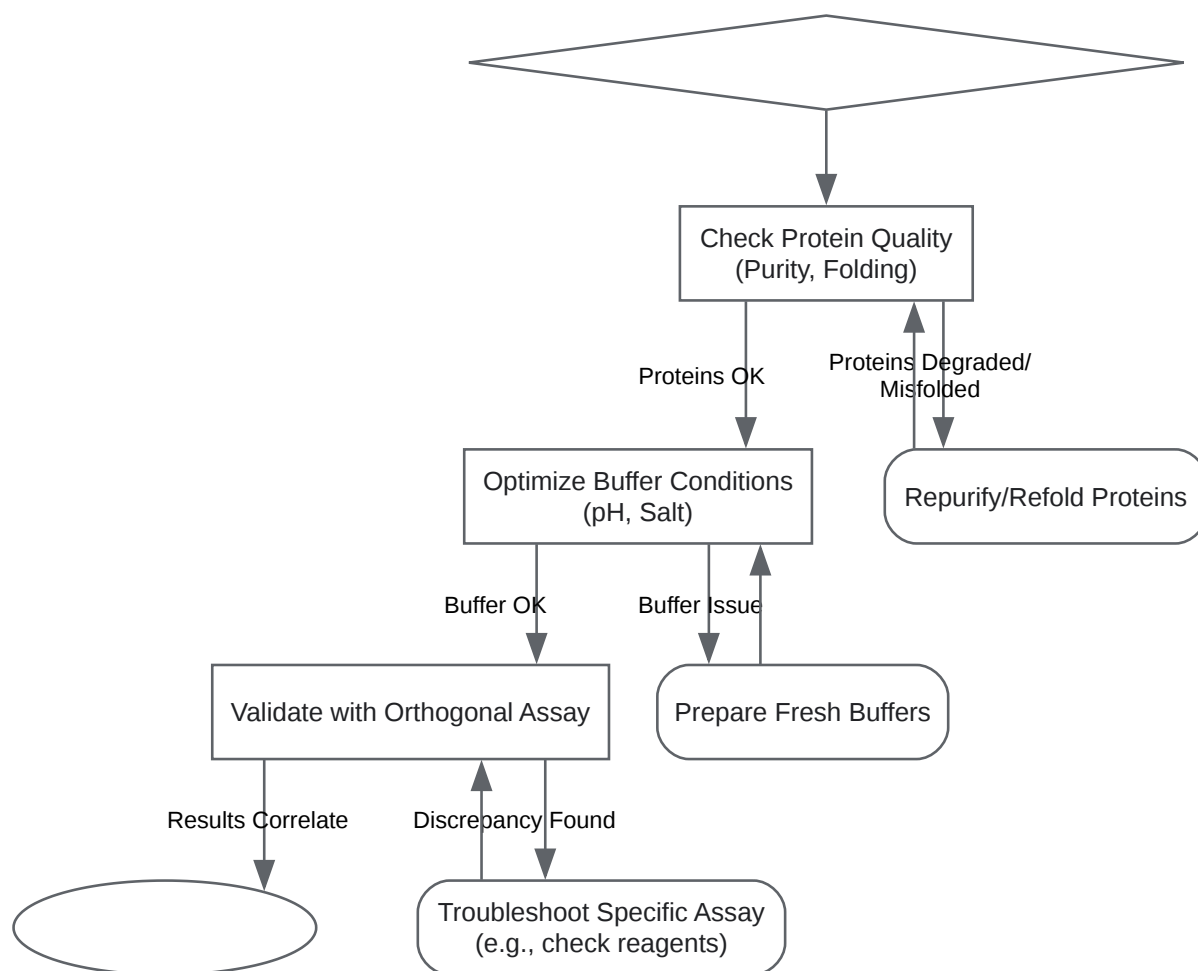 Check Protein Quality
(Purity, Folding)
Proteins OK
Proteins Degraded/
Misfolded
Optimize Buffer Conditions
(pH, Salt)
Repurify/Refold Proteins
Buffer OK
Buffer Issue
Validate with Orthogonal Assay
Prepare Fresh Buffers
Results Correlate
Discrepancy Found
Troubleshoot Specific Assay
(e.g., check reagents)